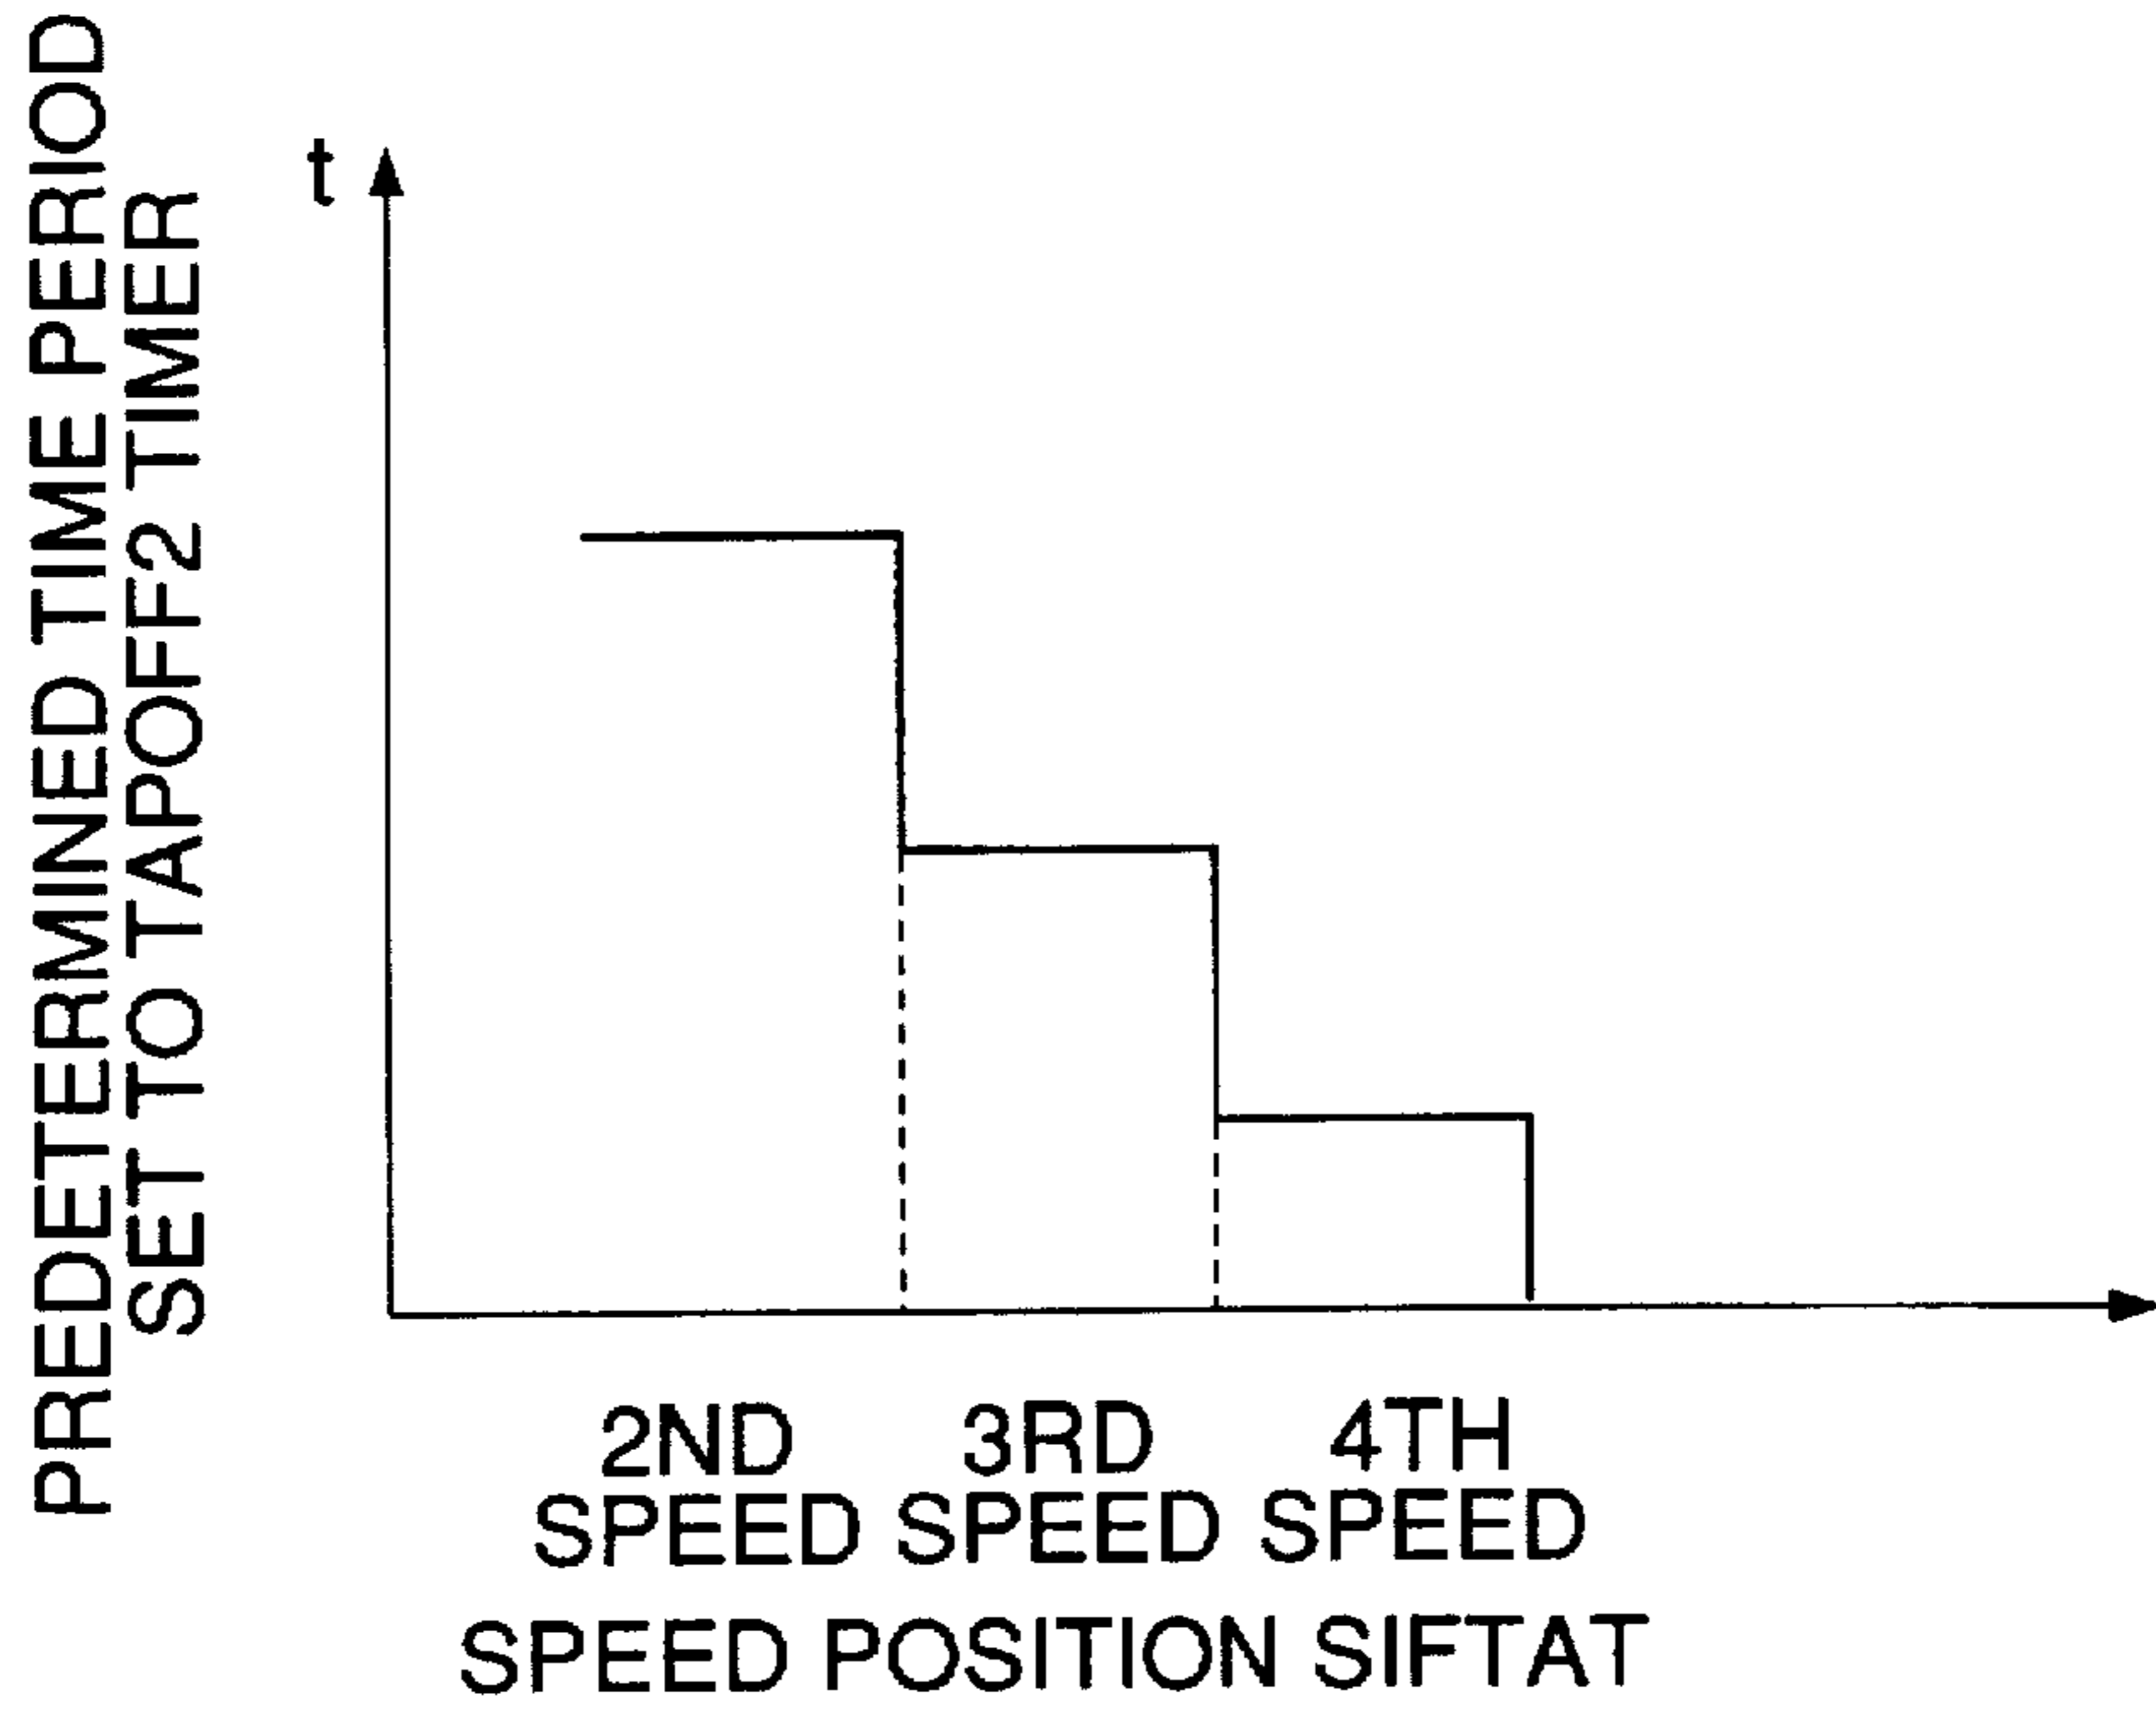 PREDETERMINED TIME PERIOD
SET TO TAPOFF2 TIMER
t
2ND 3RD 4TH
SPEED SPEED SPEED
SPEED POSITION SIFTAT